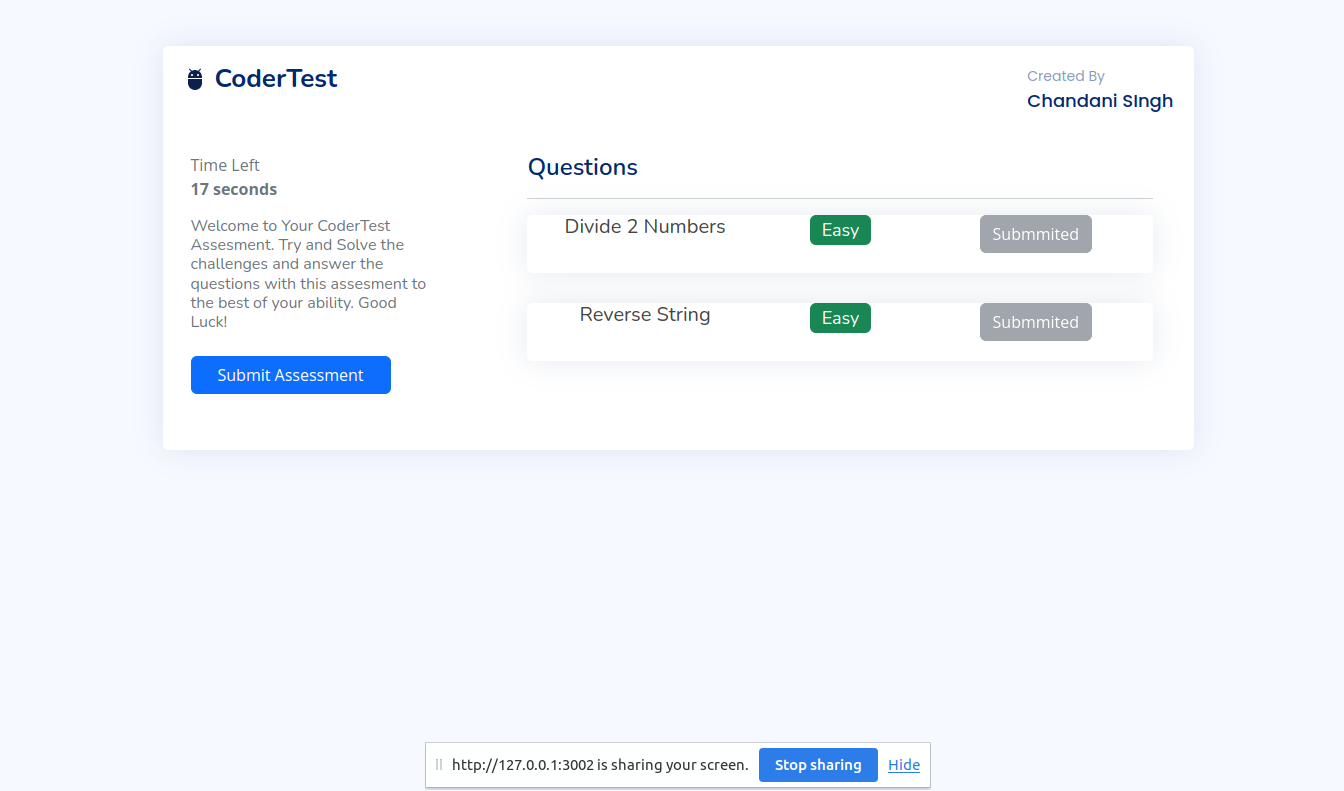 CoderTest
Created By
Chandani SIngh
Time Left
17 seconds
Welcome to Your CoderTest
Assesment. Try and Solve the
challenges and answer the
questions with this assesment to
the best of your ability. Good
Luck!
Submit Assessment
Questions
Divide 2 Numbers Easy Submmited
Reverse String Easy Submmited
http://127.0.0.1:3002 is sharing your screen. Stop sharing Hide